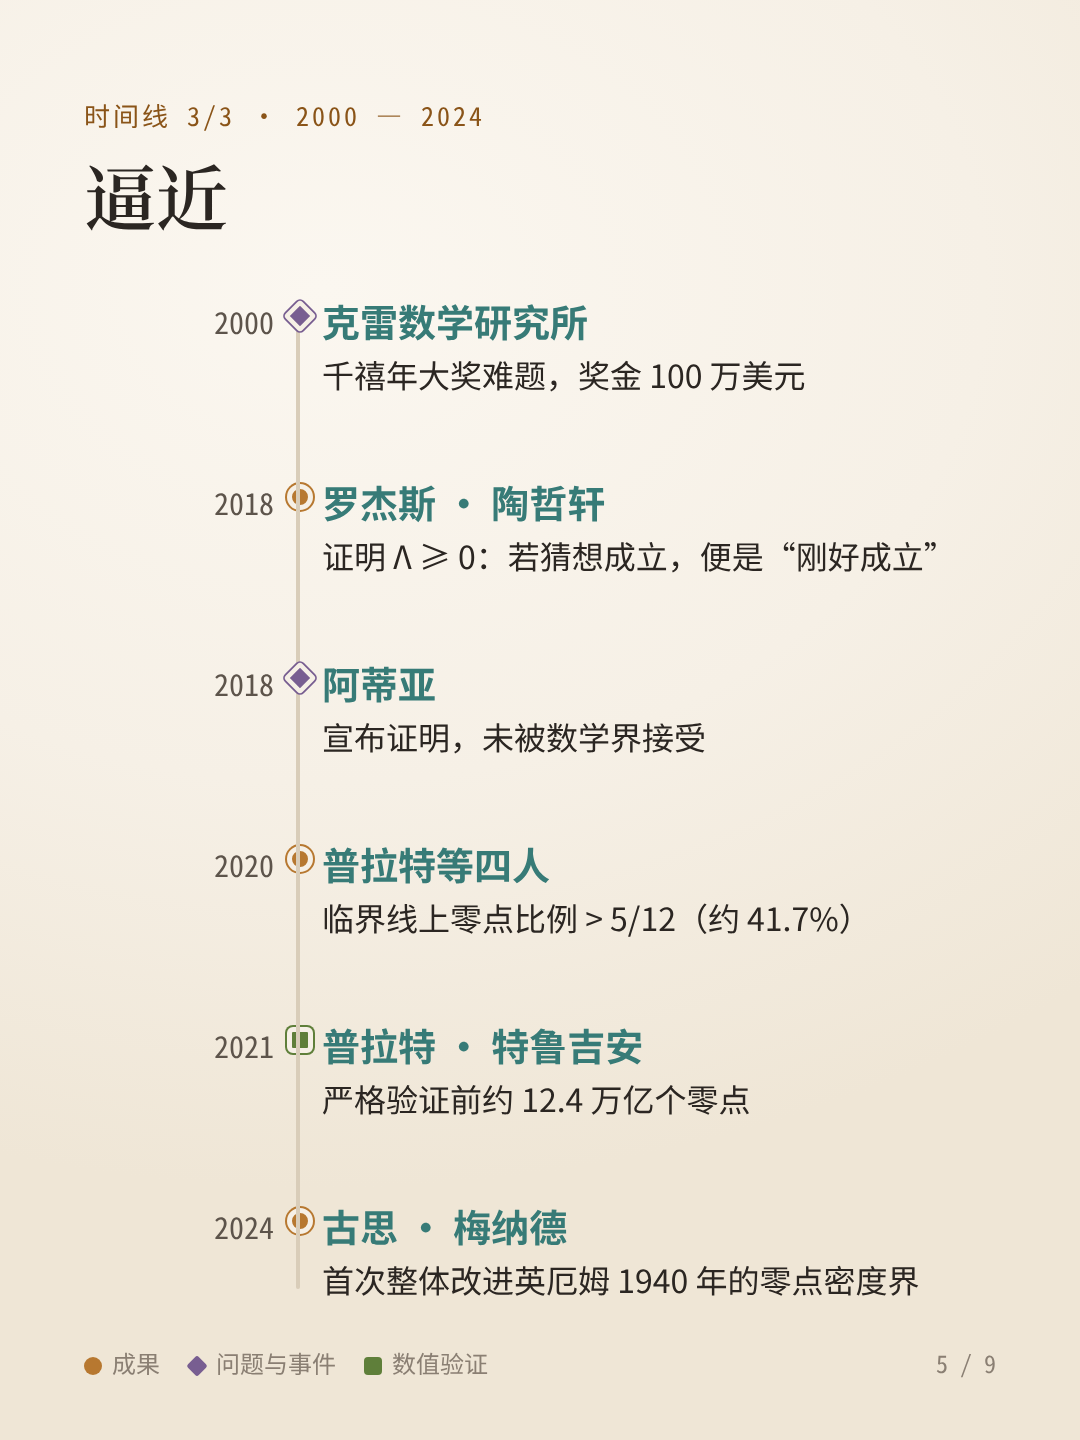 时间线 3/3 · 2000 — 2024
逼近
2000 克雷数学研究所
千禧年大奖难题，奖金 100 万美元
2018 罗杰斯 · 陶哲轩
证明 Λ ⩾ 0：若猜想成立，便是“刚好成立”
2018 阿蒂亚
宣布证明，未被数学界接受
2020 普拉特等四人
临界线上零点比例 > 5/12（约 41.7%）
2021 普拉特 · 特鲁吉安
严格验证前约 12.4 万亿个零点
2024 古思 · 梅纳德
首次整体改进英厄姆 1940 年的零点密度界
成果 问题与事件 数值验证 5 / 9